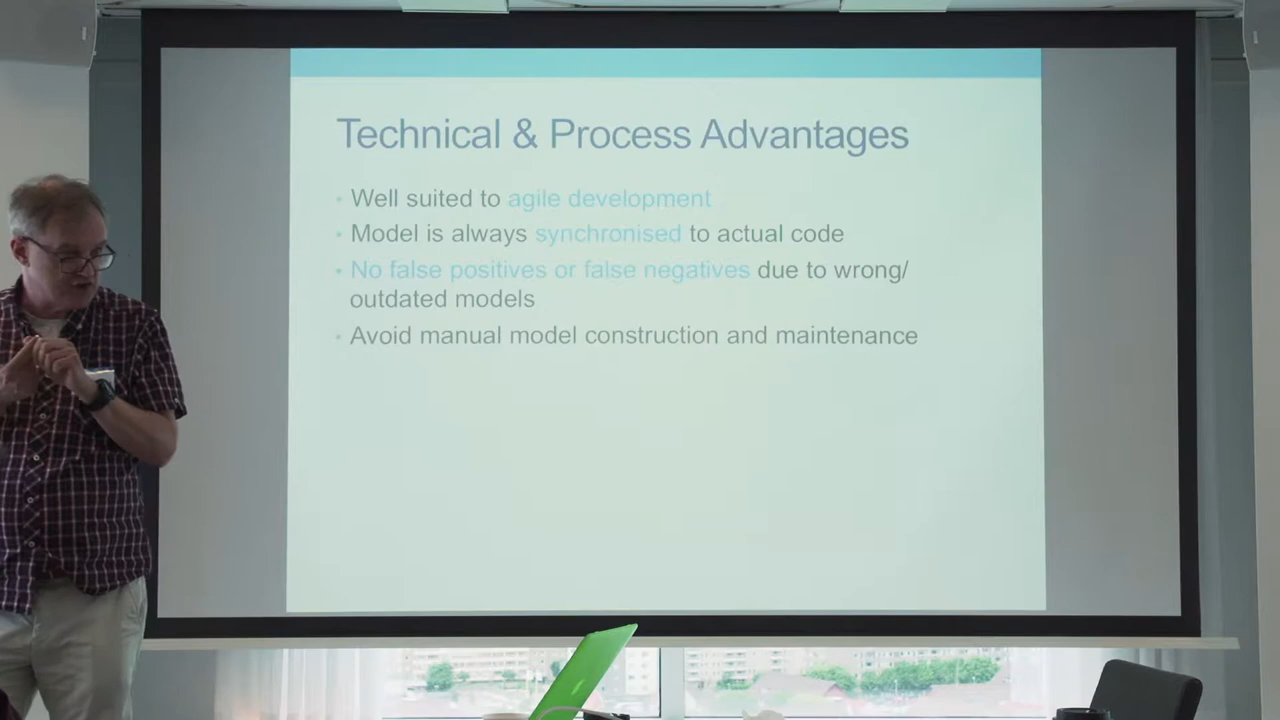 Technical & Process Advantages
• Well suited to agile development
• Model is always synchronised to actual code
• No false positives or false negatives due to wrong/
outdated models
• Avoid manual model construction and maintenance